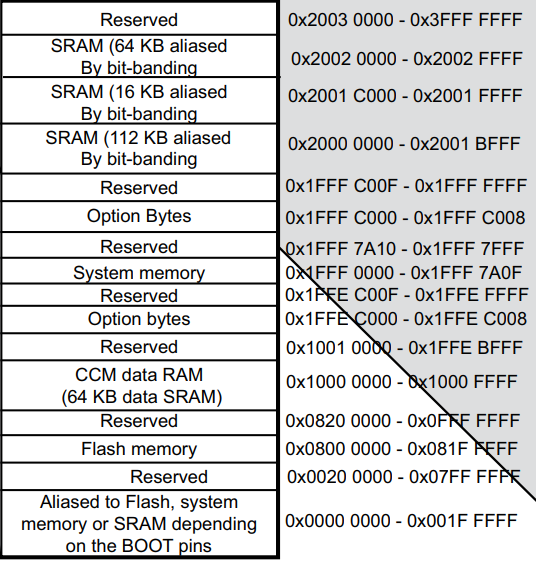 Reserved 0x2003 0000 - 0x3FFF FFFF
SRAM (64 KB aliased
By bit-banding 0x2002 0000 - 0x2002 FFFF
SRAM (16 KB aliased
By bit-banding 0x2001 C000 - 0x2001 FFFF
SRAM (112 KB aliased
By bit-banding 0x2000 0000 - 0x2001 BFFF
Reserved 0x1FFF C00F - 0x1FFF FFFF
Option Bytes 0x1FFF C000 - 0x1FFF C008
Reserved 0x1FFF 7A10 - 0x1FFF 7FFF
System memory 0x1FFF 0000 - 0x1FFF 7A0F
Reserved 0x1FFE C00F - 0x1FFE FFFF
Option bytes 0x1FFE C000 - 0x1FFE C008
Reserved 0x1001 0000 - 0x1FFE BFFF
CCM data RAM
(64 KB data SRAM) 0x1000 0000 - 0x1000 FFFF
Reserved 0x0820 0000 - 0x0FFF FFFF
Flash memory 0x0800 0000 - 0x081F FFFF
Reserved 0x0020 0000 - 0x07FF FFFF
Aliased to Flash, system
memory or SRAM depending 0x0000 0000 - 0x001F FFFF
on the BOOT pins